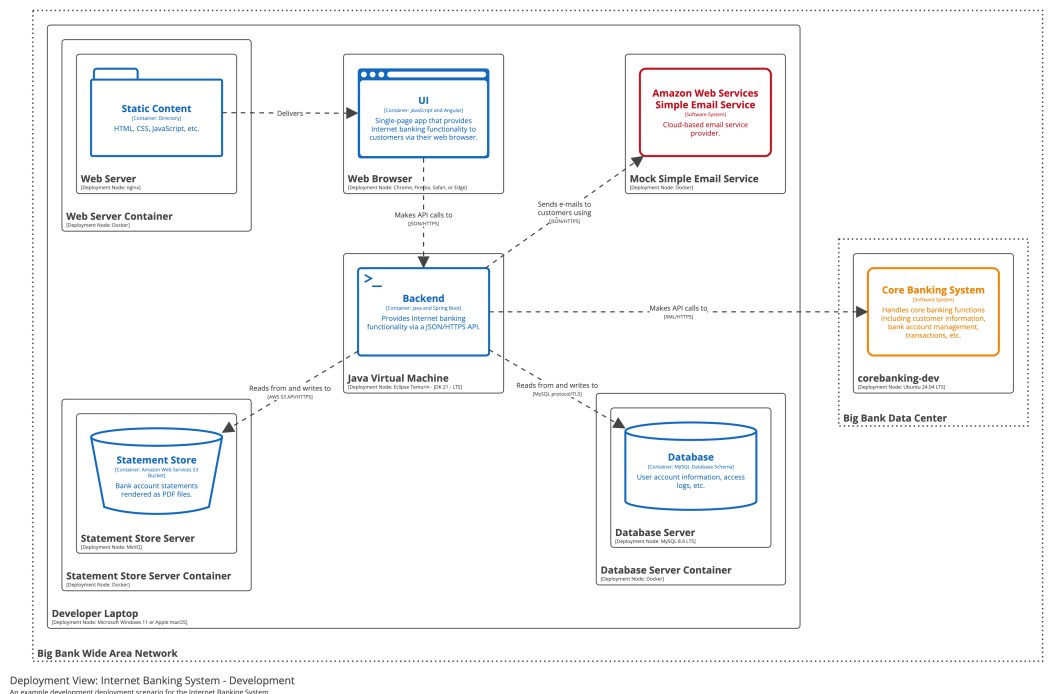 Static Content
[Container: Directory]
HTML, CSS, JavaScript, etc.
Web Server
[Deployment Node: nginx]
Web Server Container
[Deployment Node: Docker]
Delivers
UI
[Container: JavaScript and Angular]
Single-page app that provides
Internet banking functionality to
customers via their web browser.
Web Browser
[Deployment Node: Chrome, Firefox, Safari, or Edge]
Amazon Web Services
Simple Email Service
[Software System]
Cloud-based email service
provider.
Mock Simple Email Service
[Deployment Node: Docker]
Makes API calls to
[JSON/HTTPS]
Sends e-mails to
customers using
[JSON/HTTPS]
>_
Backend
[Container: Java and Spring Boot]
Provides Internet banking
functionality via a JSON/HTTPS API.
Java Virtual Machine
[Deployment Node: Eclipse Temurin - JDK 21 - LTS]
Makes API calls to
[XML/HTTPS]
Core Banking System
[Software System]
Handles core banking functions
including customer information,
bank account management,
transactions, etc.
corebanking-dev
[Deployment Node: Ubuntu 24.04 LTS]
Big Bank Data Center
Reads from and writes to
[AWS S3 API/HTTPS]
Reads from and writes to
[MySQL protocol/TLS]
Statement Store
[Container: Amazon Web Services S3
Bucket]
Bank account statements
rendered as PDF files.
Statement Store Server
[Deployment Node: MinIO]
Statement Store Server Container
[Deployment Node: Docker]
Database
[Container: MySQL Database Schema]
User account information, access
logs, etc.
Database Server
[Deployment Node: MySQL 8.4 LTS]
Database Server Container
[Deployment Node: Docker]
Developer Laptop
[Deployment Node: Microsoft Windows 11 or Apple macOS]
Big Bank Wide Area Network
Deployment View: Internet Banking System - Development
An example development deployment scenario for the Internet Banking System.